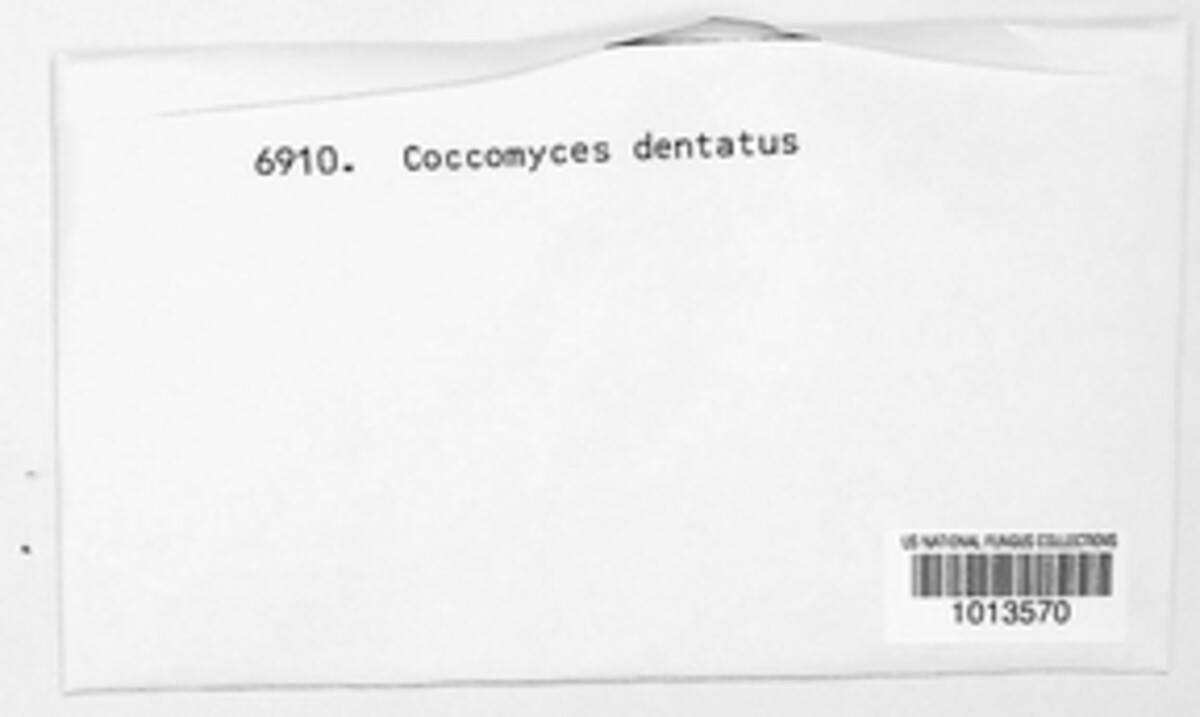 6910. Coccomyces dentatus
US NATIONAL FUNGUS COLLECTIONS
1013570